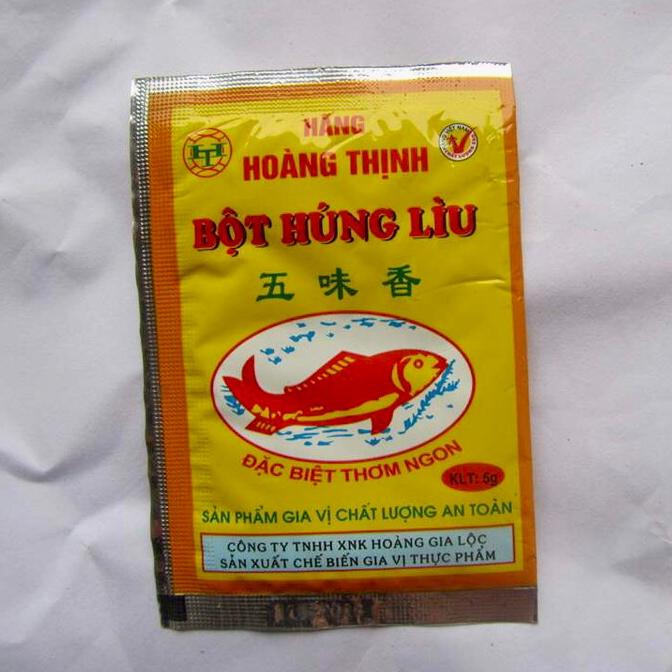 HÃNG
HOÀNG THỊNH
HT
BỘT HÚNG LÌU
五味香
ĐẶC BIỆT THƠM NGON
KLT: 5g
SẢN PHẨM GIA VỊ CHẤT LƯỢNG AN TOÀN
CÔNG TY TNHH XNK HOÀNG GIA LỘC
SẢN XUẤT CHẾ BIẾN GIA VỊ THỰC PHẨM